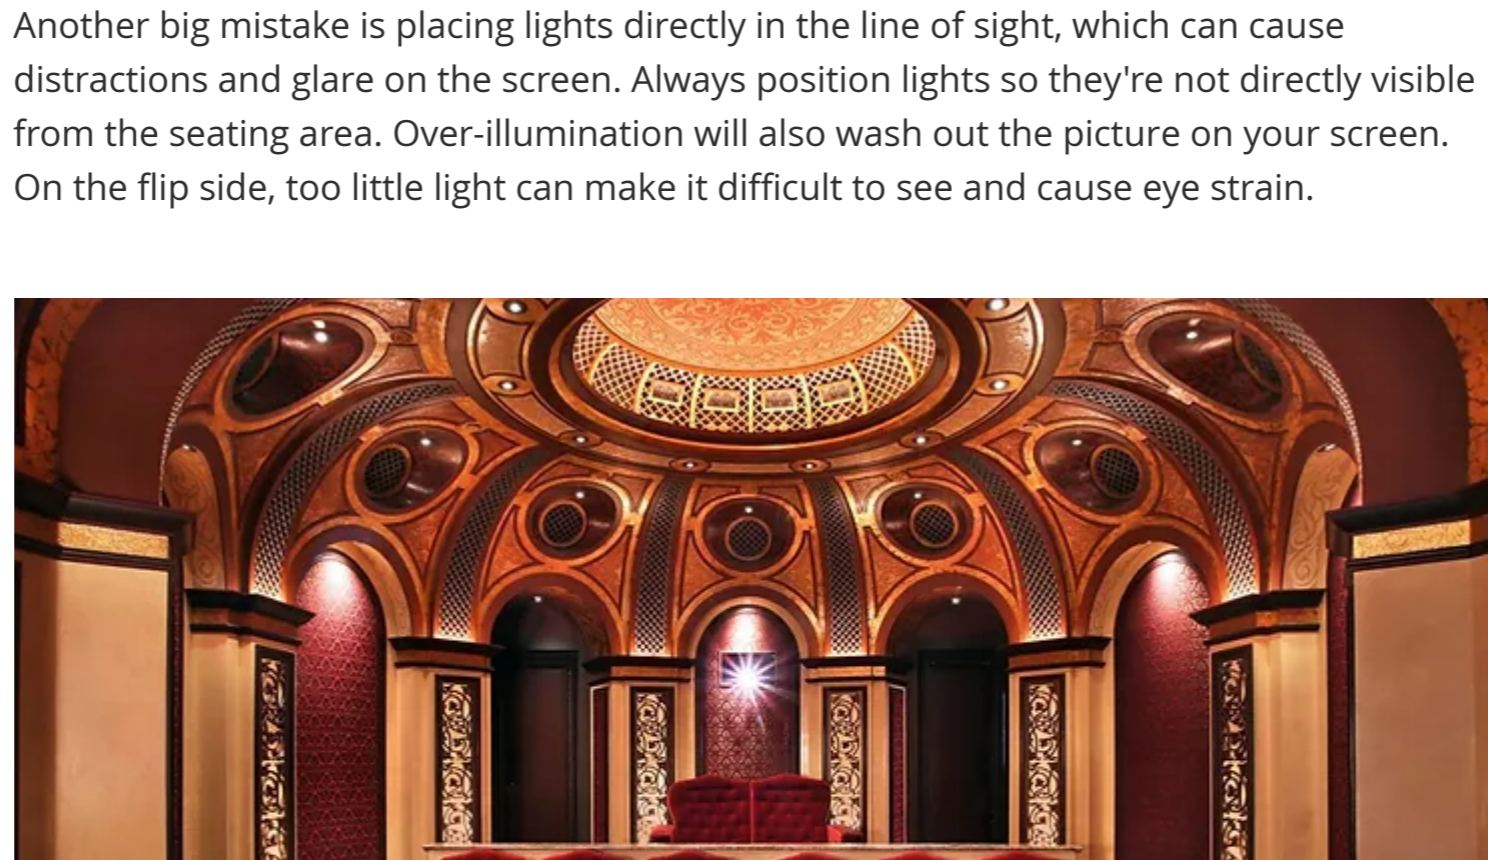 Another big mistake is placing lights directly in the line of sight, which can cause
distractions and glare on the screen. Always position lights so they're not directly visible
from the seating area. Over-illumination will also wash out the picture on your screen.
On the flip side, too little light can make it difficult to see and cause eye strain.